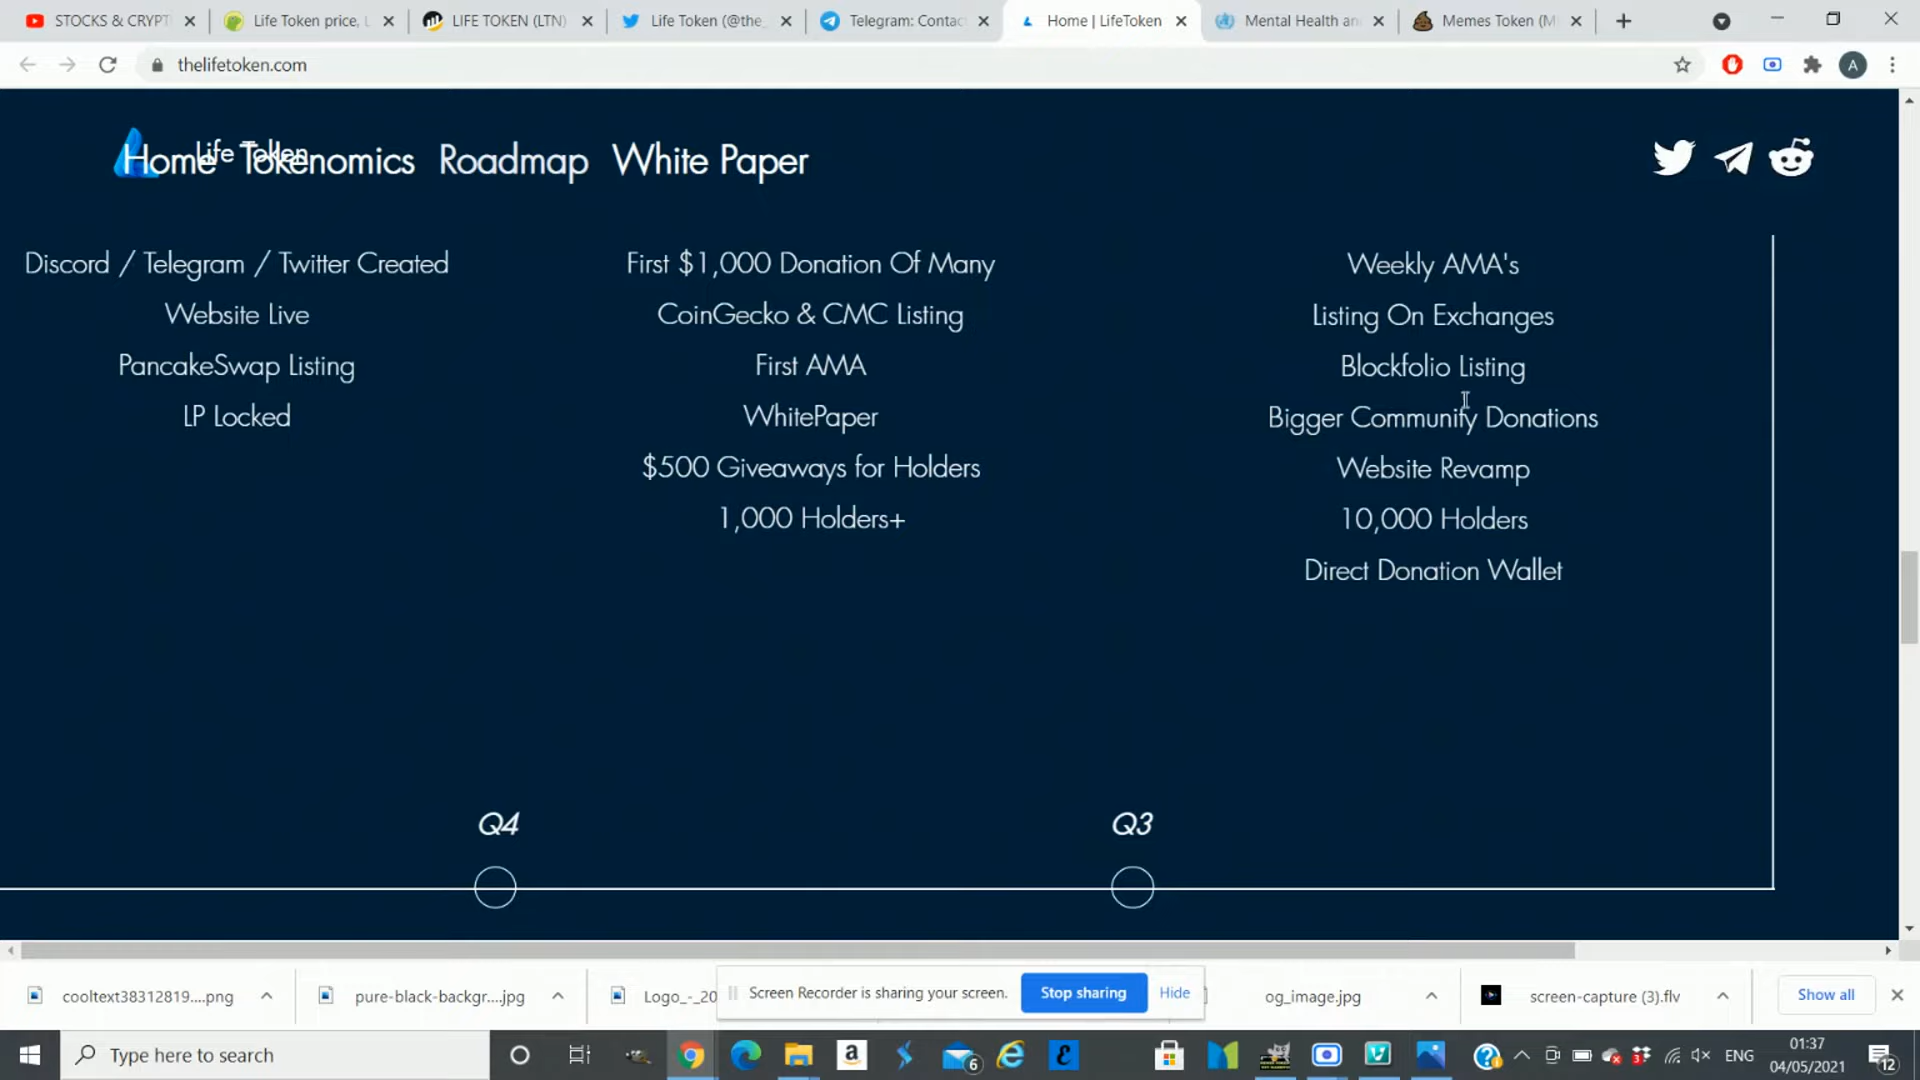 STOCKS & CRYPT
Life Token price, L
LIFE TOKEN (LTN)
Life Token (@the_
Telegram: Contac
Home | LifeToken
Mental Health an
Memes Token (M
thelifetoken.com
A
Life Token
Home Tokenomics Roadmap White Paper
Discord / Telegram / Twitter Created
Website Live
PancakeSwap Listing
LP Locked
First $1,000 Donation Of Many
CoinGecko & CMC Listing
First AMA
WhitePaper
$500 Giveaways for Holders
1,000 Holders+
Weekly AMA's
Listing On Exchanges
Blockfolio Listing
Bigger Community Donations
Website Revamp
10,000 Holders
Direct Donation Wallet
Q4
Q3
cooltext38312819....png
pure-black-backgr....jpg
Logo_-_20
Screen Recorder is sharing your screen.
Stop sharing
Hide
og_image.jpg
screen-capture (3).flv
Show all
Type here to search
6
ENG
01:37
04/05/2021
12